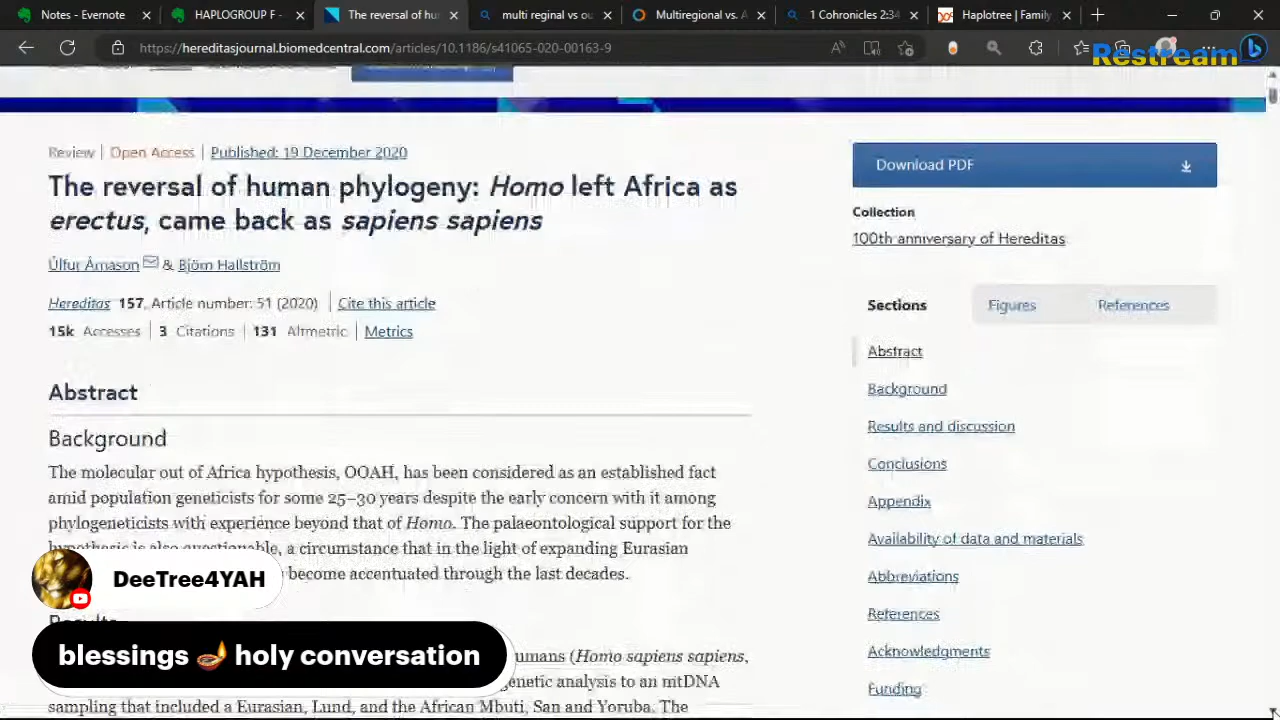 Notes - Evernote
HAPLOGROUP F -
The reversal of hu
multi reginal vs ou
Multiregional vs. A
1 Cohronicles 2:34
Haplotree | Family
https://hereditasjournal.biomedcentral.com/articles/10.1186/s41065-020-00163-9
Restream
Review | Open Access | Published: 19 December 2020
The reversal of human phylogeny: Homo left Africa as
erectus, came back as sapiens sapiens
Úlfur Árnason & Björn Hallström
Hereditas 157, Article number: 51 (2020) | Cite this article
15k Accesses | 3 Citations | 131 Altmetric | Metrics
Abstract
Background
The molecular out of Africa hypothesis, OOAH, has been considered as an established fact
amid population geneticists for some 25–30 years despite the early concern with it among
phylogeneticists with experience beyond that of Homo. The palaeontological support for the
hypothesis is also questionable, a circumstance that in the light of expanding Eurasian
become accentuated through the last decades.
Results
umans (Homo sapiens sapiens,
genetic analysis to an mtDNA
sampling that included a Eurasian, Lund, and the African Mbuti, San and Yoruba. The
DeeTree4YAH
blessings 🪔 holy conversation
Download PDF
Collection
100th anniversary of Hereditas
Sections
Figures
References
Abstract
Background
Results and discussion
Conclusions
Appendix
Availability of data and materials
Abbreviations
References
Acknowledgments
Funding